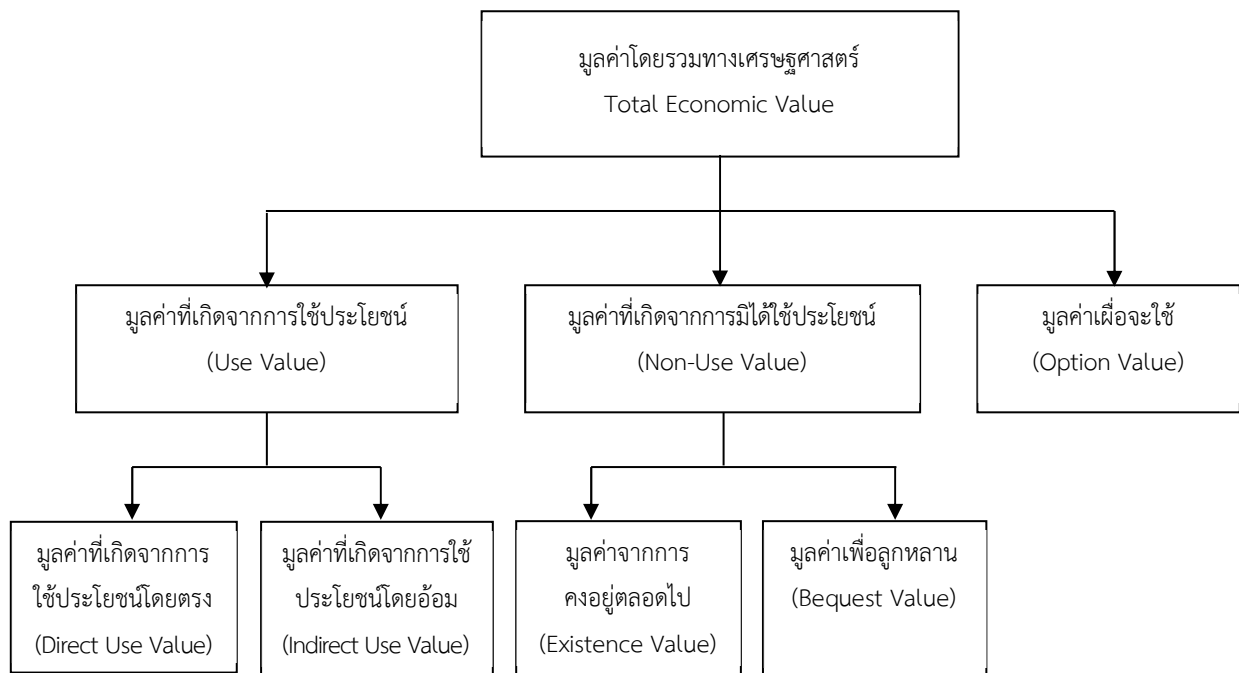 มูลค่าโดยรวมทางเศรษฐศาสตร์
Total Economic Value
มูลค่าที่เกิดจากการใช้ประโยชน์
(Use Value)
มูลค่าที่เกิดจากการมิได้ใช้ประโยชน์
(Non-Use Value)
มูลค่าเผื่อจะใช้
(Option Value)
มูลค่าที่เกิดจากการ
ใช้ประโยชน์โดยตรง
(Direct Use Value)
มูลค่าที่เกิดจากการใช้
ประโยชน์โดยอ้อม
(Indirect Use Value)
มูลค่าจากการ
คงอยู่ตลอดไป
(Existence Value)
มูลค่าเพื่อลูกหลาน
(Bequest Value)